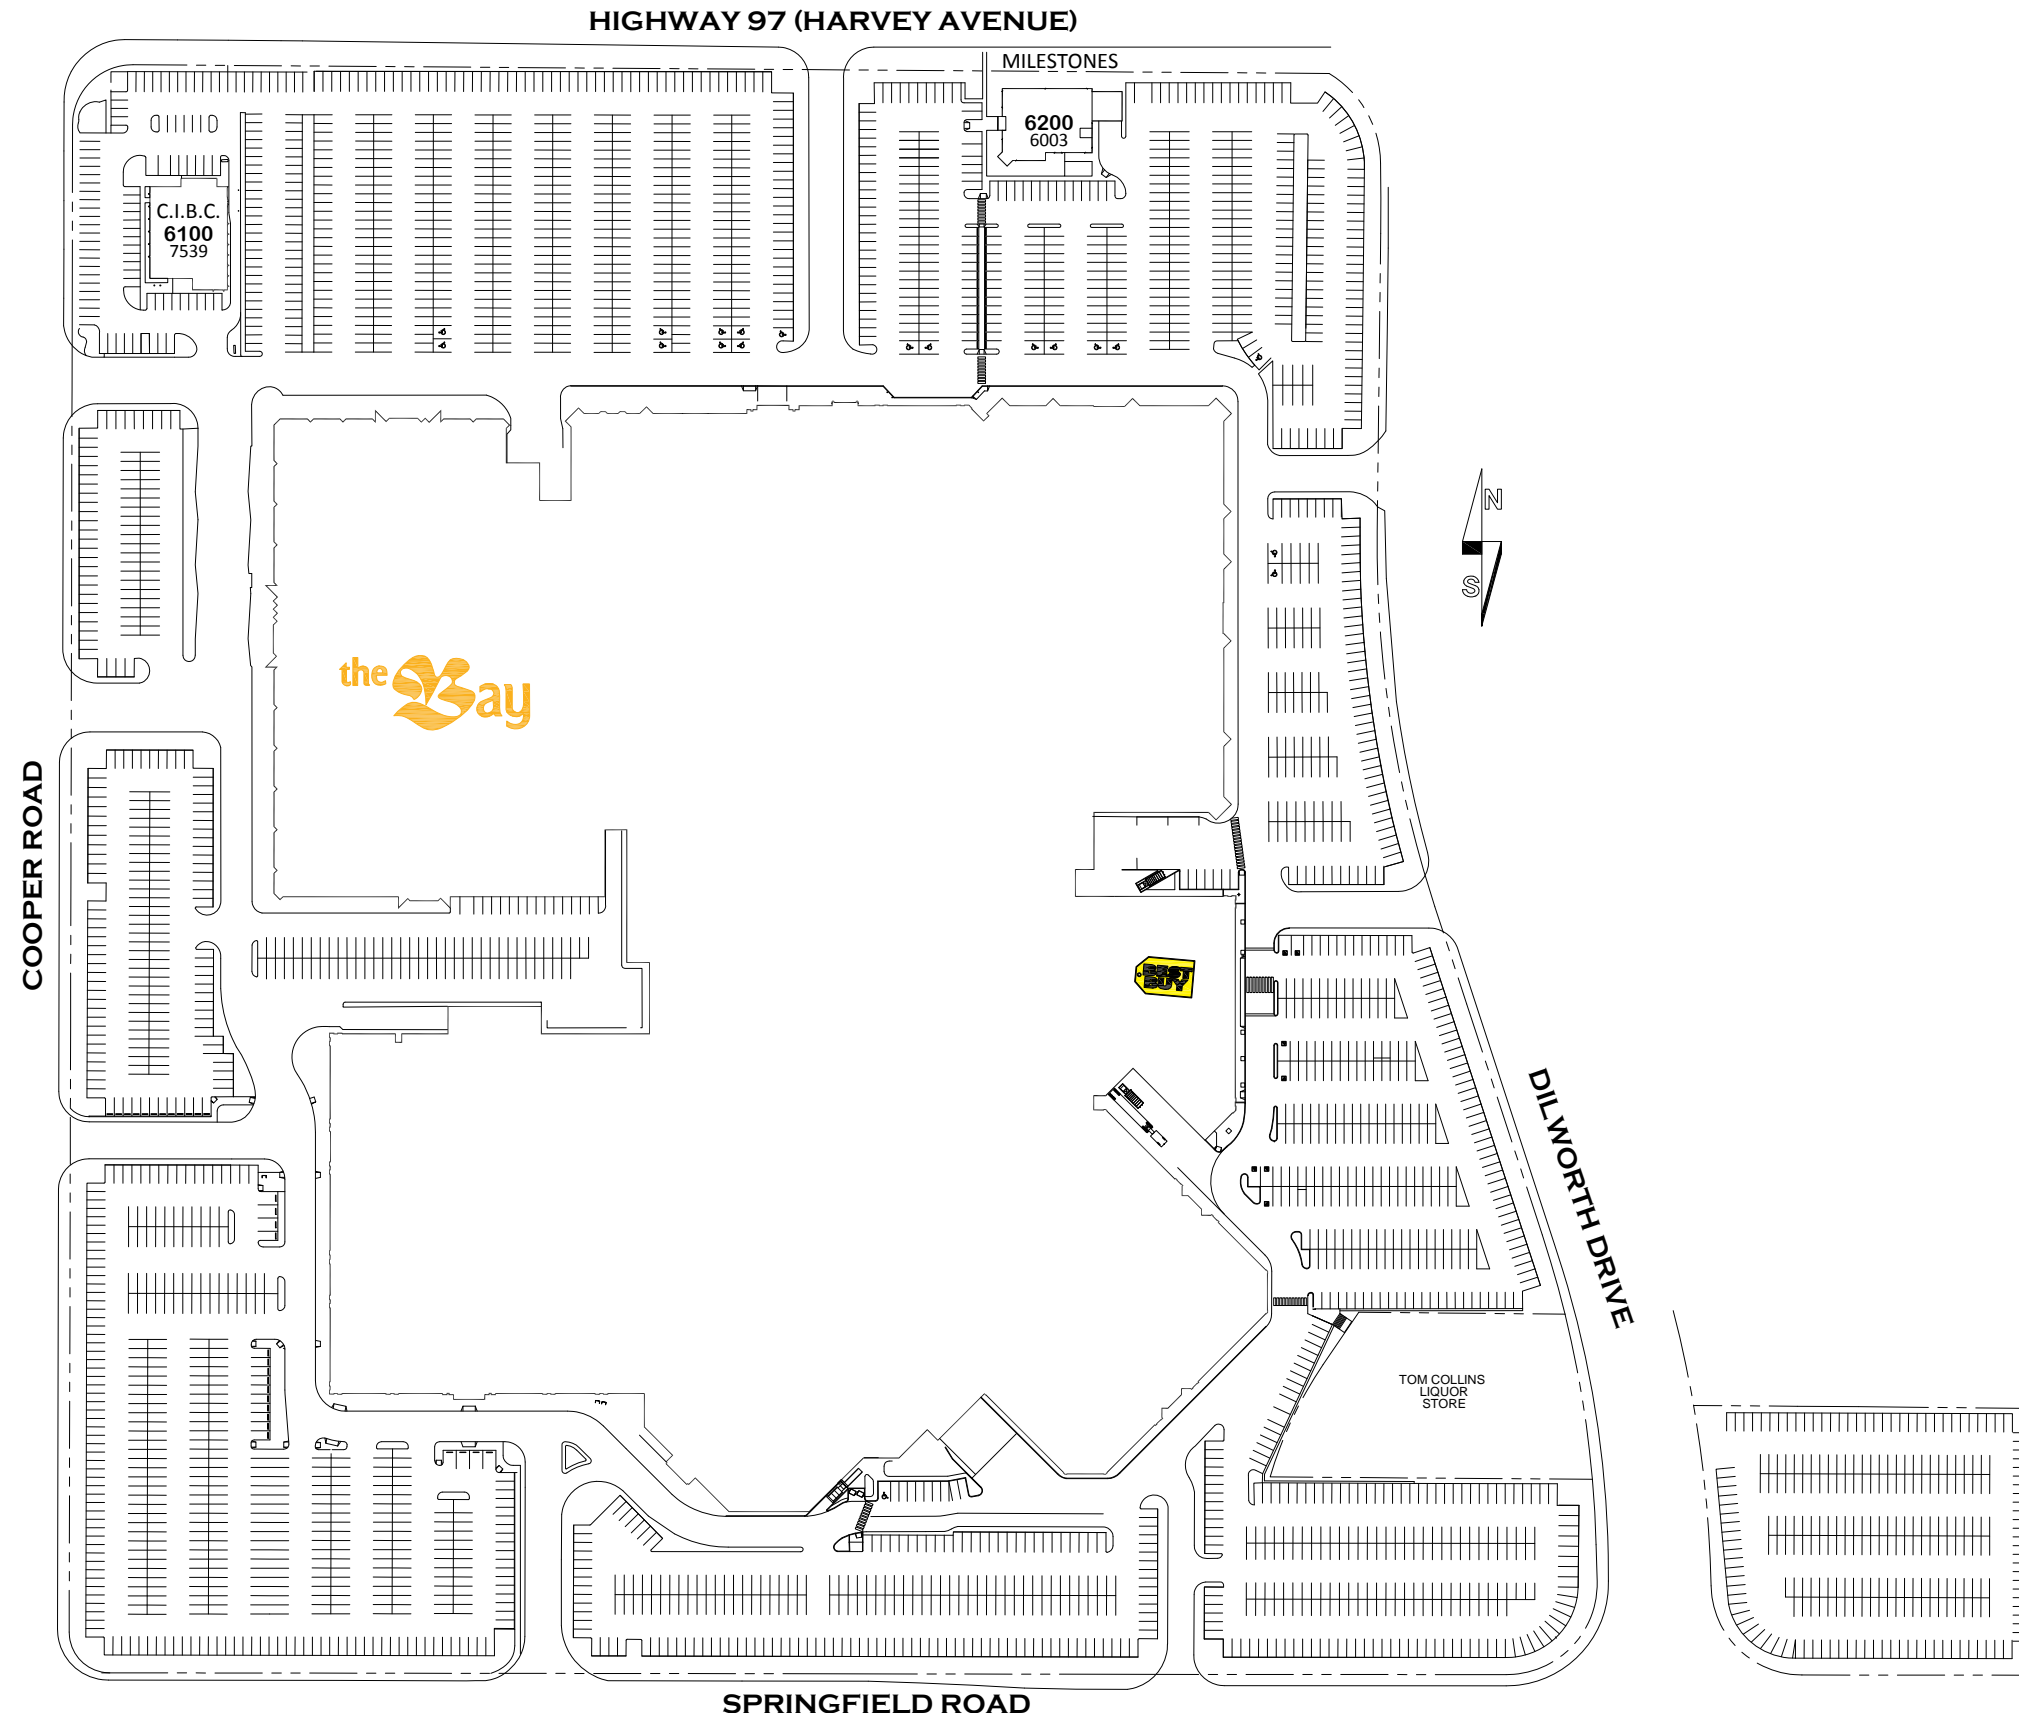 HIGHWAY 97 (HARVEY AVENUE)
MILESTONES
6200
6003
C.I.B.C.
6100
7539
N
S
the Bay
COOPER ROAD
BEST
BUY
DILWORTH DRIVE
TOM COLLINS
LIQUOR
STORE
SPRINGFIELD ROAD